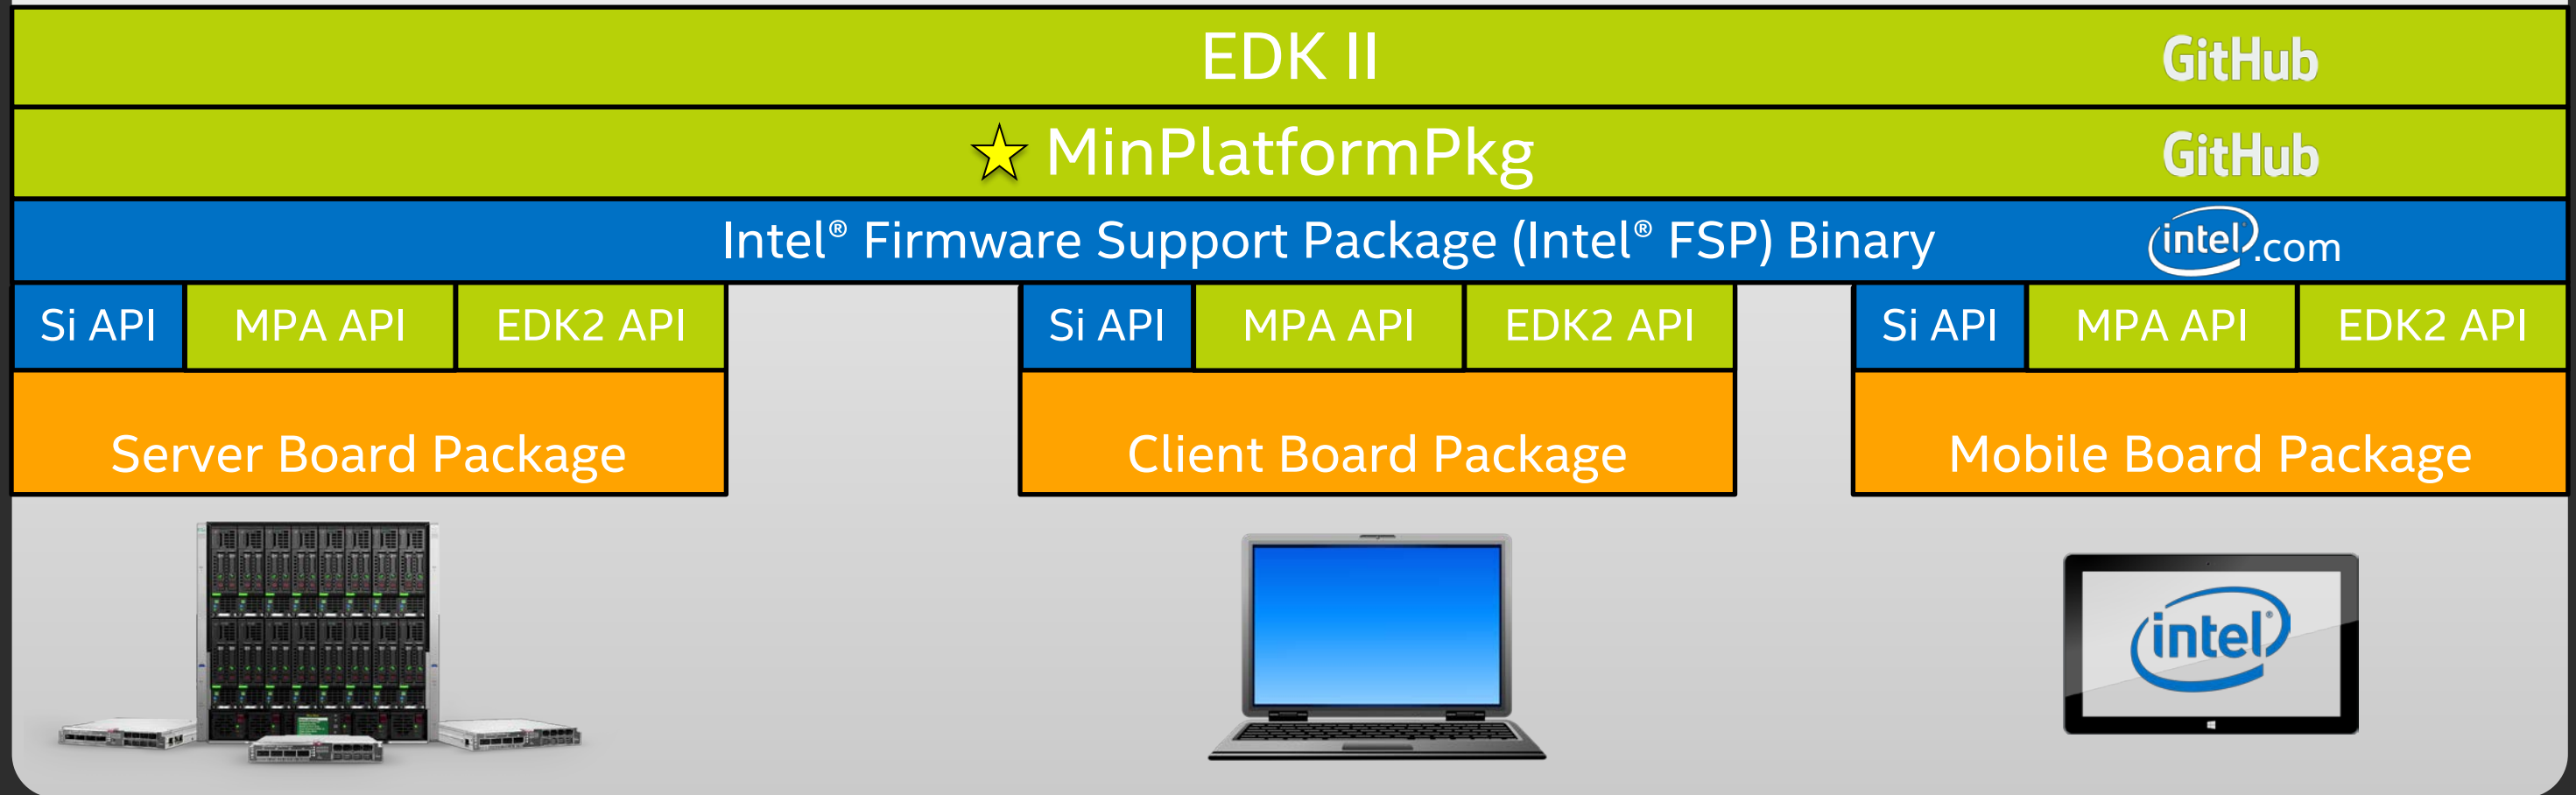 EDK II GitHub
MinPlatformPkg GitHub
Intel® Firmware Support Package (Intel® FSP) Binary intel.com
Si API MPA API EDK2 API Si API MPA API EDK2 API Si API MPA API EDK2 API
Server Board Package Client Board Package Mobile Board Package
intel®